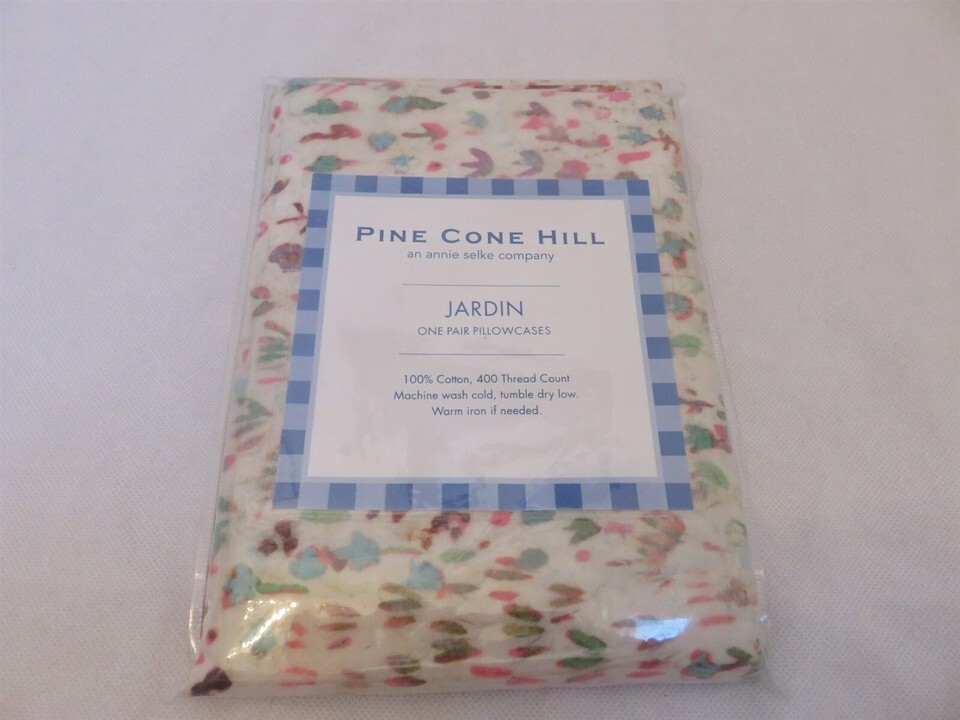 PINE CONE HILL
an annie selke company
JARDIN
ONE PAIR PILLOWCASES
100% Cotton, 400 Thread Count
Machine wash cold, tumble dry low.
Warm iron if needed.